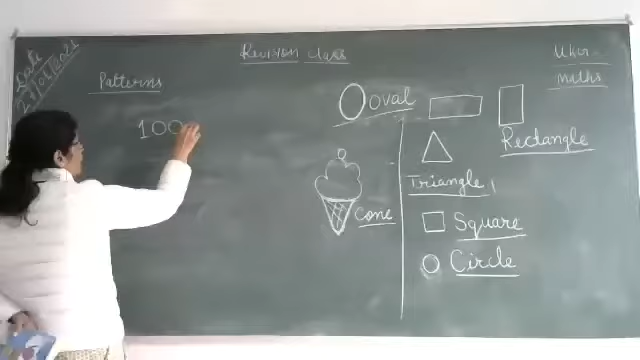 Revision class
Patterns
100
oval
Rectangle
Triangle
cone
Square
Circle
maths